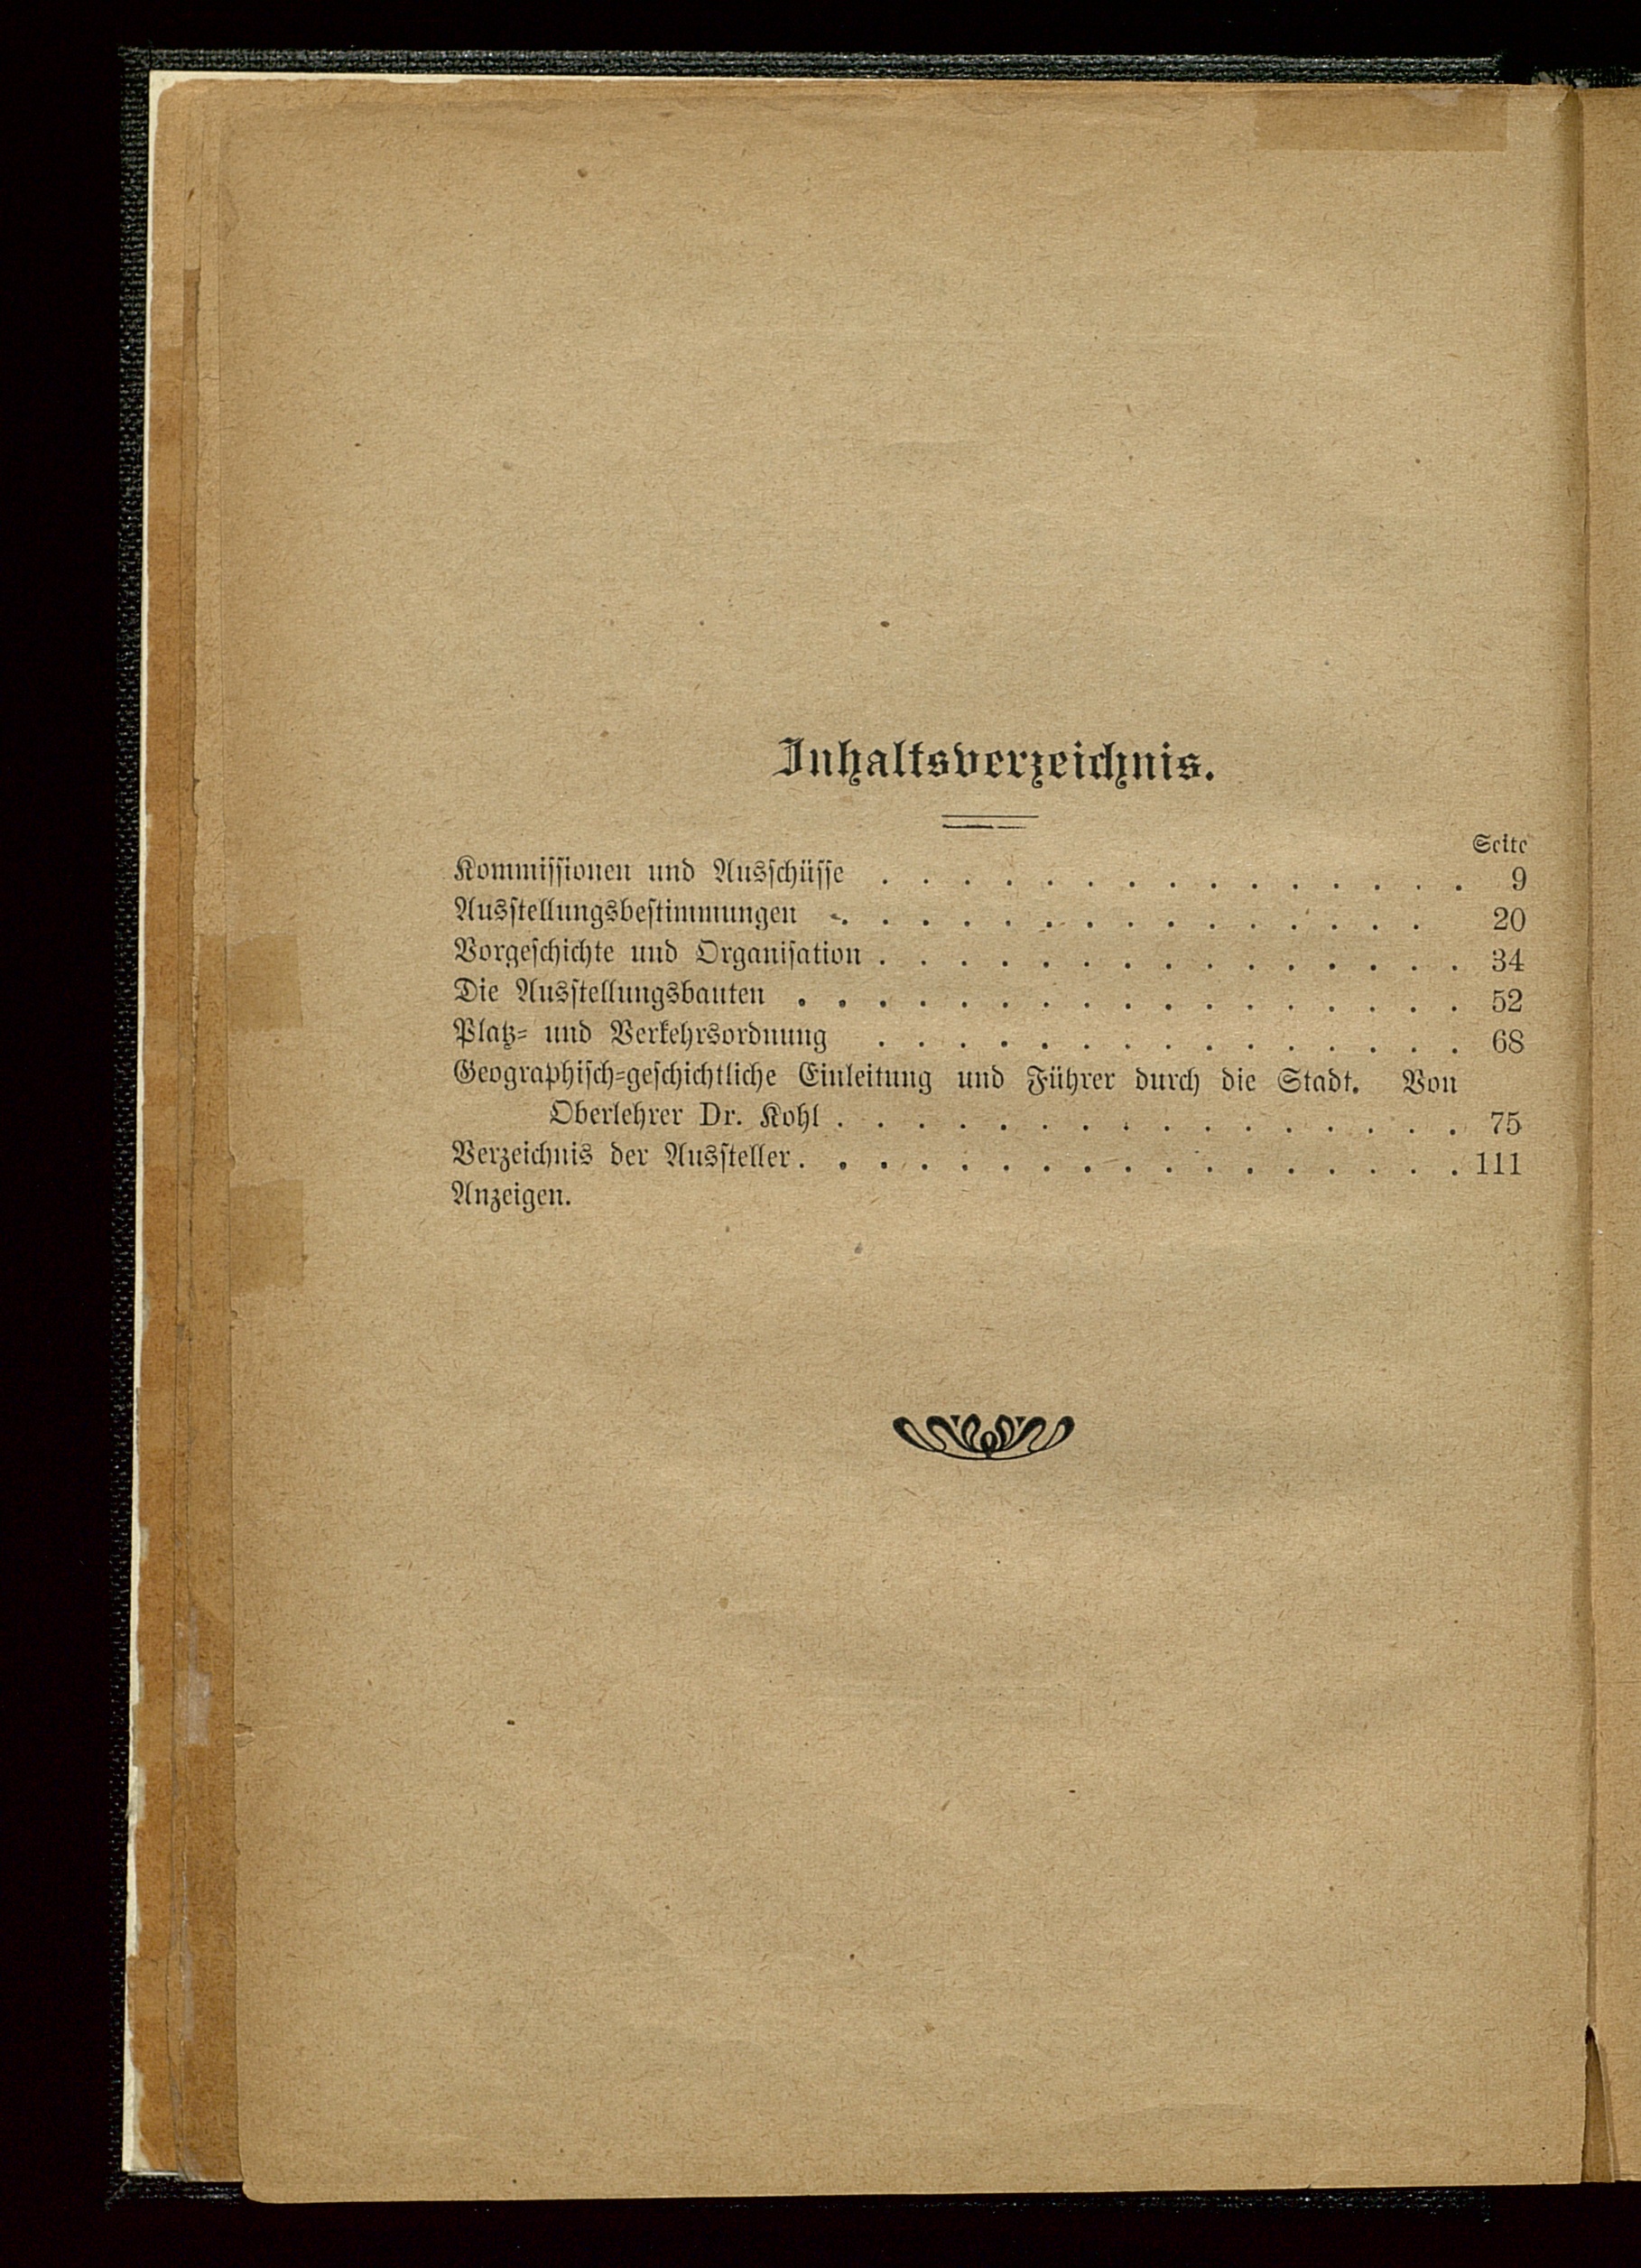 Inhaltsverzeichnis.
Seite
Kommissionen und Ausschüsse . . . . . . . . . . . . . . . 9
Ausstellungsbestimmungen . . . . . . . . . . . . . . . 20
Vorgeschichte und Organisation . . . . . . . . . . . . . . . 34
Die Ausstellungsbauten . . . . . . . . . . . . . . . . . 52
Platz- und Verkehrsordnung . . . . . . . . . . . . . . . 68
Geographisch-geschichtliche Einleitung und Führer durch die Stadt. Von
Oberlehrer Dr. Kohl . . . . . . . . . . . . . . . . 75
Verzeichnis der Aussteller . . . . . . . . . . . . . . . . . 111
Anzeigen.